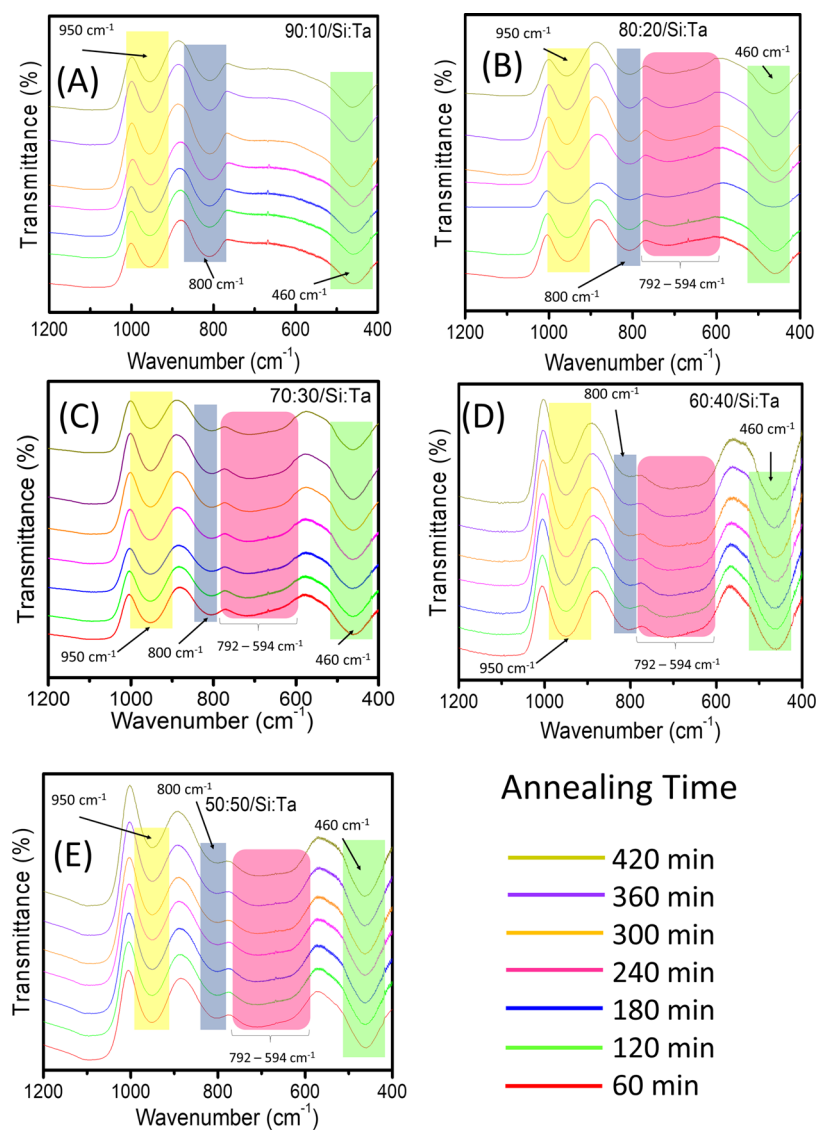 950 cm⁻¹
90:10/Si:Ta
(A)
Transmittance (%)
800 cm⁻¹
460 cm⁻¹
1200 1000 800 600 400
Wavenumber (cm⁻¹)
80:20/Si:Ta
950 cm⁻¹
(B)
460 cm⁻¹
Transmittance (%)
800 cm⁻¹
792 – 594 cm⁻¹
1200 1000 800 600 400
Wavenumber (cm⁻¹)
70:30/Si:Ta
(C)
Transmittance (%)
950 cm⁻¹
800 cm⁻¹
792 – 594 cm⁻¹
460 cm⁻¹
1200 1000 800 600 400
Wavenumber (cm⁻¹)
800 cm⁻¹
60:40/Si:Ta
(D)
460 cm⁻¹
Transmittance (%)
950 cm⁻¹
792 – 594 cm⁻¹
1200 1000 800 600 400
Wavenumber (cm⁻¹)
800 cm⁻¹
950 cm⁻¹
50:50/Si:Ta
460 cm⁻¹
(E)
Transmittance (%)
792 – 594 cm⁻¹
1200 1000 800 600 400
Wavenumber (cm⁻¹)
Annealing Time
420 min
360 min
300 min
240 min
180 min
120 min
60 min